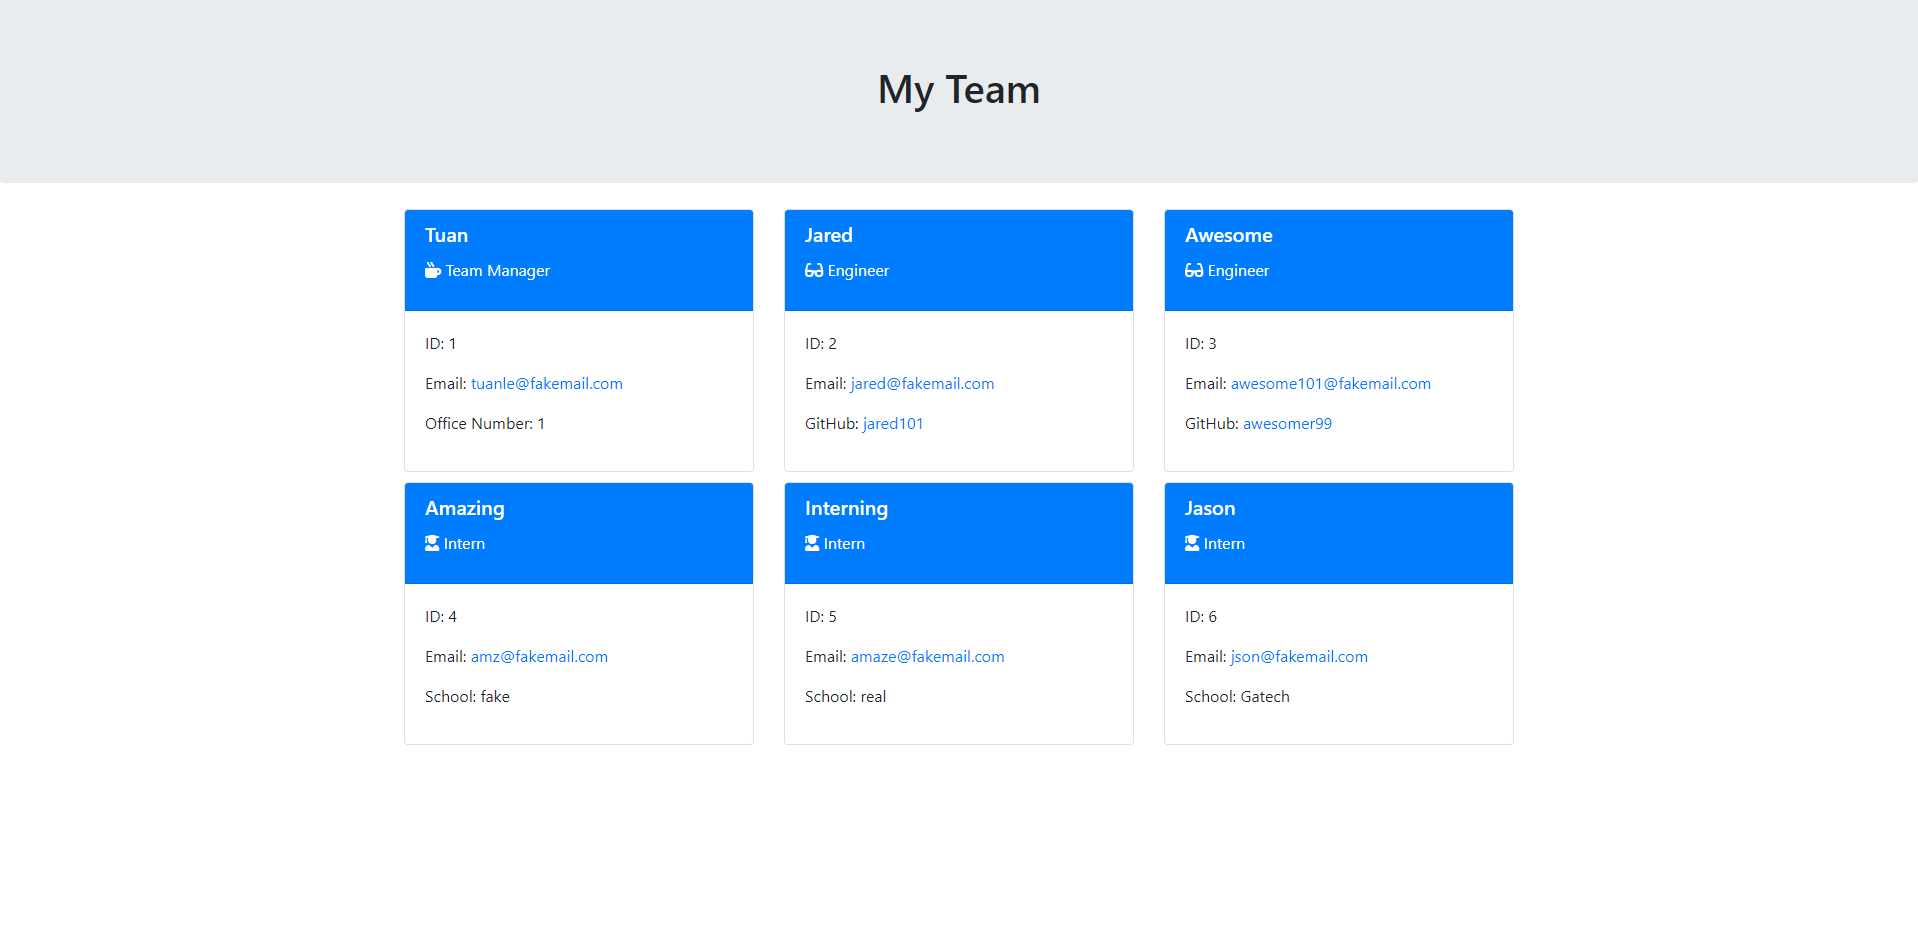 My Team
Tuan
Team Manager
ID: 1
Email: tuanle@fakemail.com
Office Number: 1
Jared
Engineer
ID: 2
Email: jared@fakemail.com
GitHub: jared101
Awesome
Engineer
ID: 3
Email: awesome101@fakemail.com
GitHub: awesomer99
Amazing
Intern
ID: 4
Email: amz@fakemail.com
School: fake
Interning
Intern
ID: 5
Email: amaze@fakemail.com
School: real
Jason
Intern
ID: 6
Email: json@fakemail.com
School: Gatech